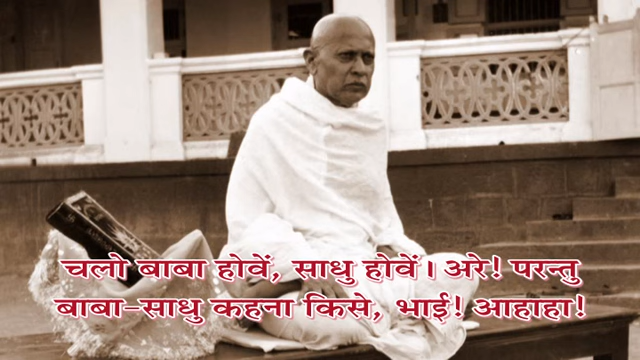 चलो बाबा होवें, साधु होवें। अरे! परन्तु
बाबा-साधु कहना किसे, भाई! आहाहा!